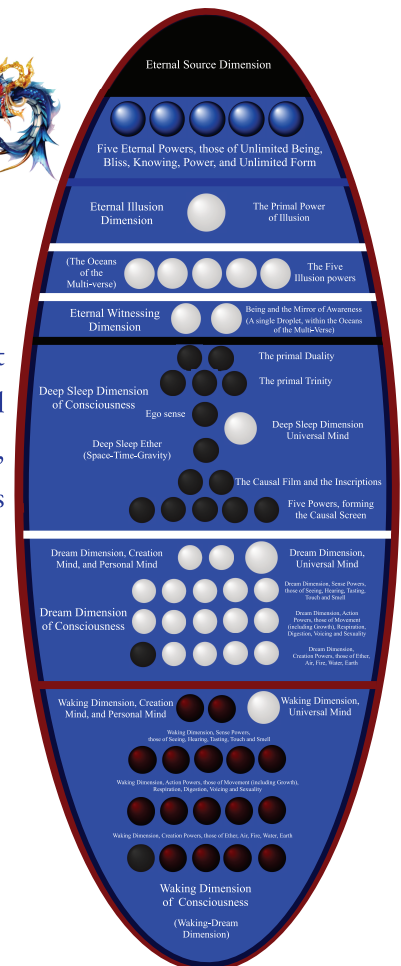 Eternal Source Dimension
Five Eternal Powers, those of Unlimited Being,
Bliss, Knowing, Power, and Unlimited Form
Eternal Illusion
Dimension
The Primal Power
of Illusion
(The Oceans
of the
Multi-verse)
The Five
Illusion powers
Eternal Witnessing
Dimension
Being and the Mirror of Awareness
(A single Droplet, within the Oceans
of the Multi-Verse)
t
l
,
s
The primal Duality
The primal Trinity
Deep Sleep Dimension
of Consciousness
Ego sense
Deep Sleep Dimension
Universal Mind
Deep Sleep Ether
(Space-Time-Gravity)
The Causal Film and the Inscriptions
Five Powers, forming
the Causal Screen
Dream Dimension, Creation
Mind, and Personal Mind
Dream Dimension,
Universal Mind
Dream Dimension, Sense Powers,
those of Seeing, Hearing, Tasting,
Touch and Smell
Dream Dimension
of Consciousness
Dream Dimension, Action
Powers, those of Movement
(including Growth), Respiration,
Digestion, Voicing and Sexuality
Dream Dimension,
Creation Powers, those of Ether,
Air, Fire, Water, Earth
Waking Dimension, Creation
Mind, and Personal Mind
Waking Dimension,
Universal Mind
Waking Dimension, Sense Powers,
those of Seeing, Hearing, Tasting, Touch and Smell
Waking Dimension, Action Powers, those of Movement (including Growth),
Respiration, Digestion, Voicing and Sexuality
Waking Dimension, Creation Powers, those of Ether, Air, Fire, Water, Earth
Waking Dimension
of Consciousness
(Waking-Dream
Dimension)